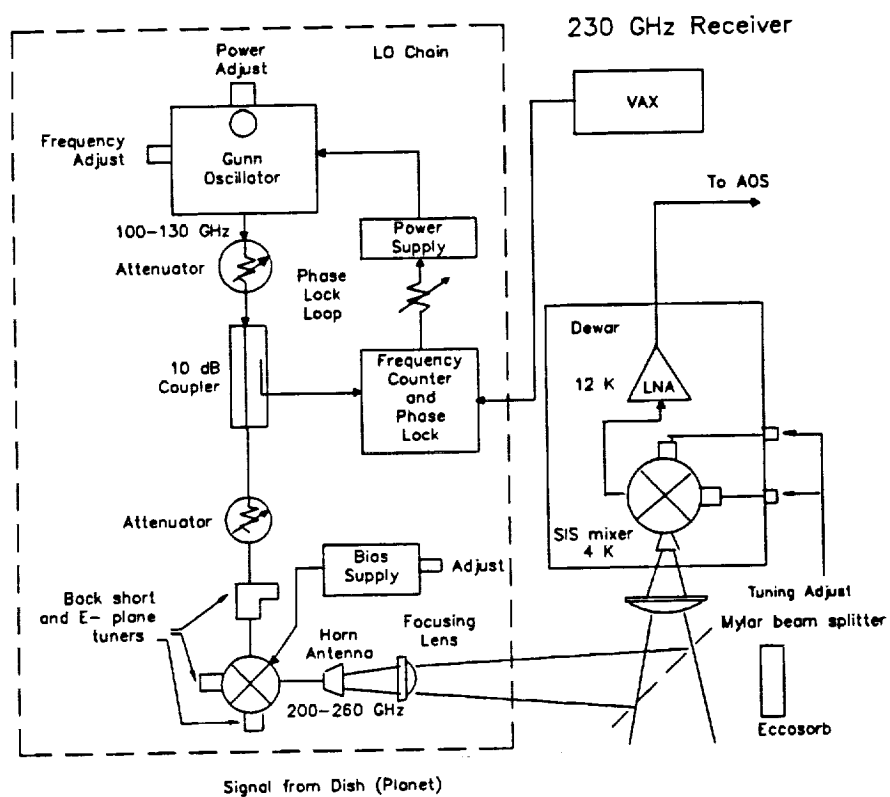 230 GHz Receiver
Power
Adjust
LO Chain
VAX
Frequency
Adjust
Gunn
Oscillator
To AOS
100-130 GHz
Power
Supply
Attenuator
Phase
Lock
Loop
Dewar
10 dB
Coupler
Frequency
Counter
and
Phase
Lock
12 K
LNA
Attenuator
SIS mixer
4 K
Bias
Supply
Adjust
Tuning Adjust
Back short
and E- plane
tuners
Mylar beam splitter
Horn
Antenna
Focusing
Lens
200-260 GHz
Eccosorb
Signal from Dish (Planet)